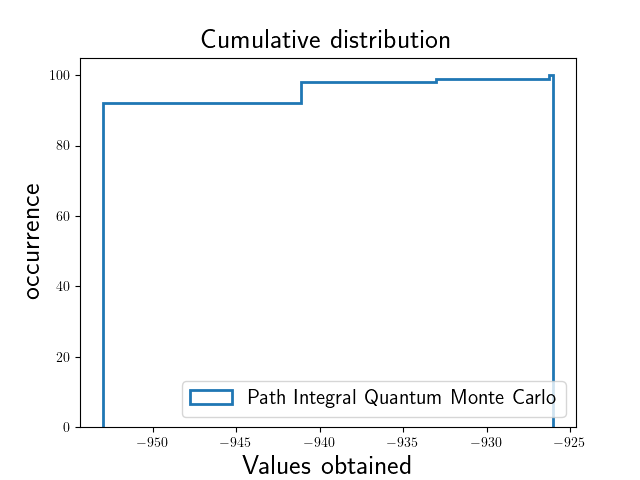 Cumulative distribution
100
80
60
40
20
0
occurrence
Path Integral Quantum Monte Carlo
−950 −945 −940 −935 −930 −925
Values obtained